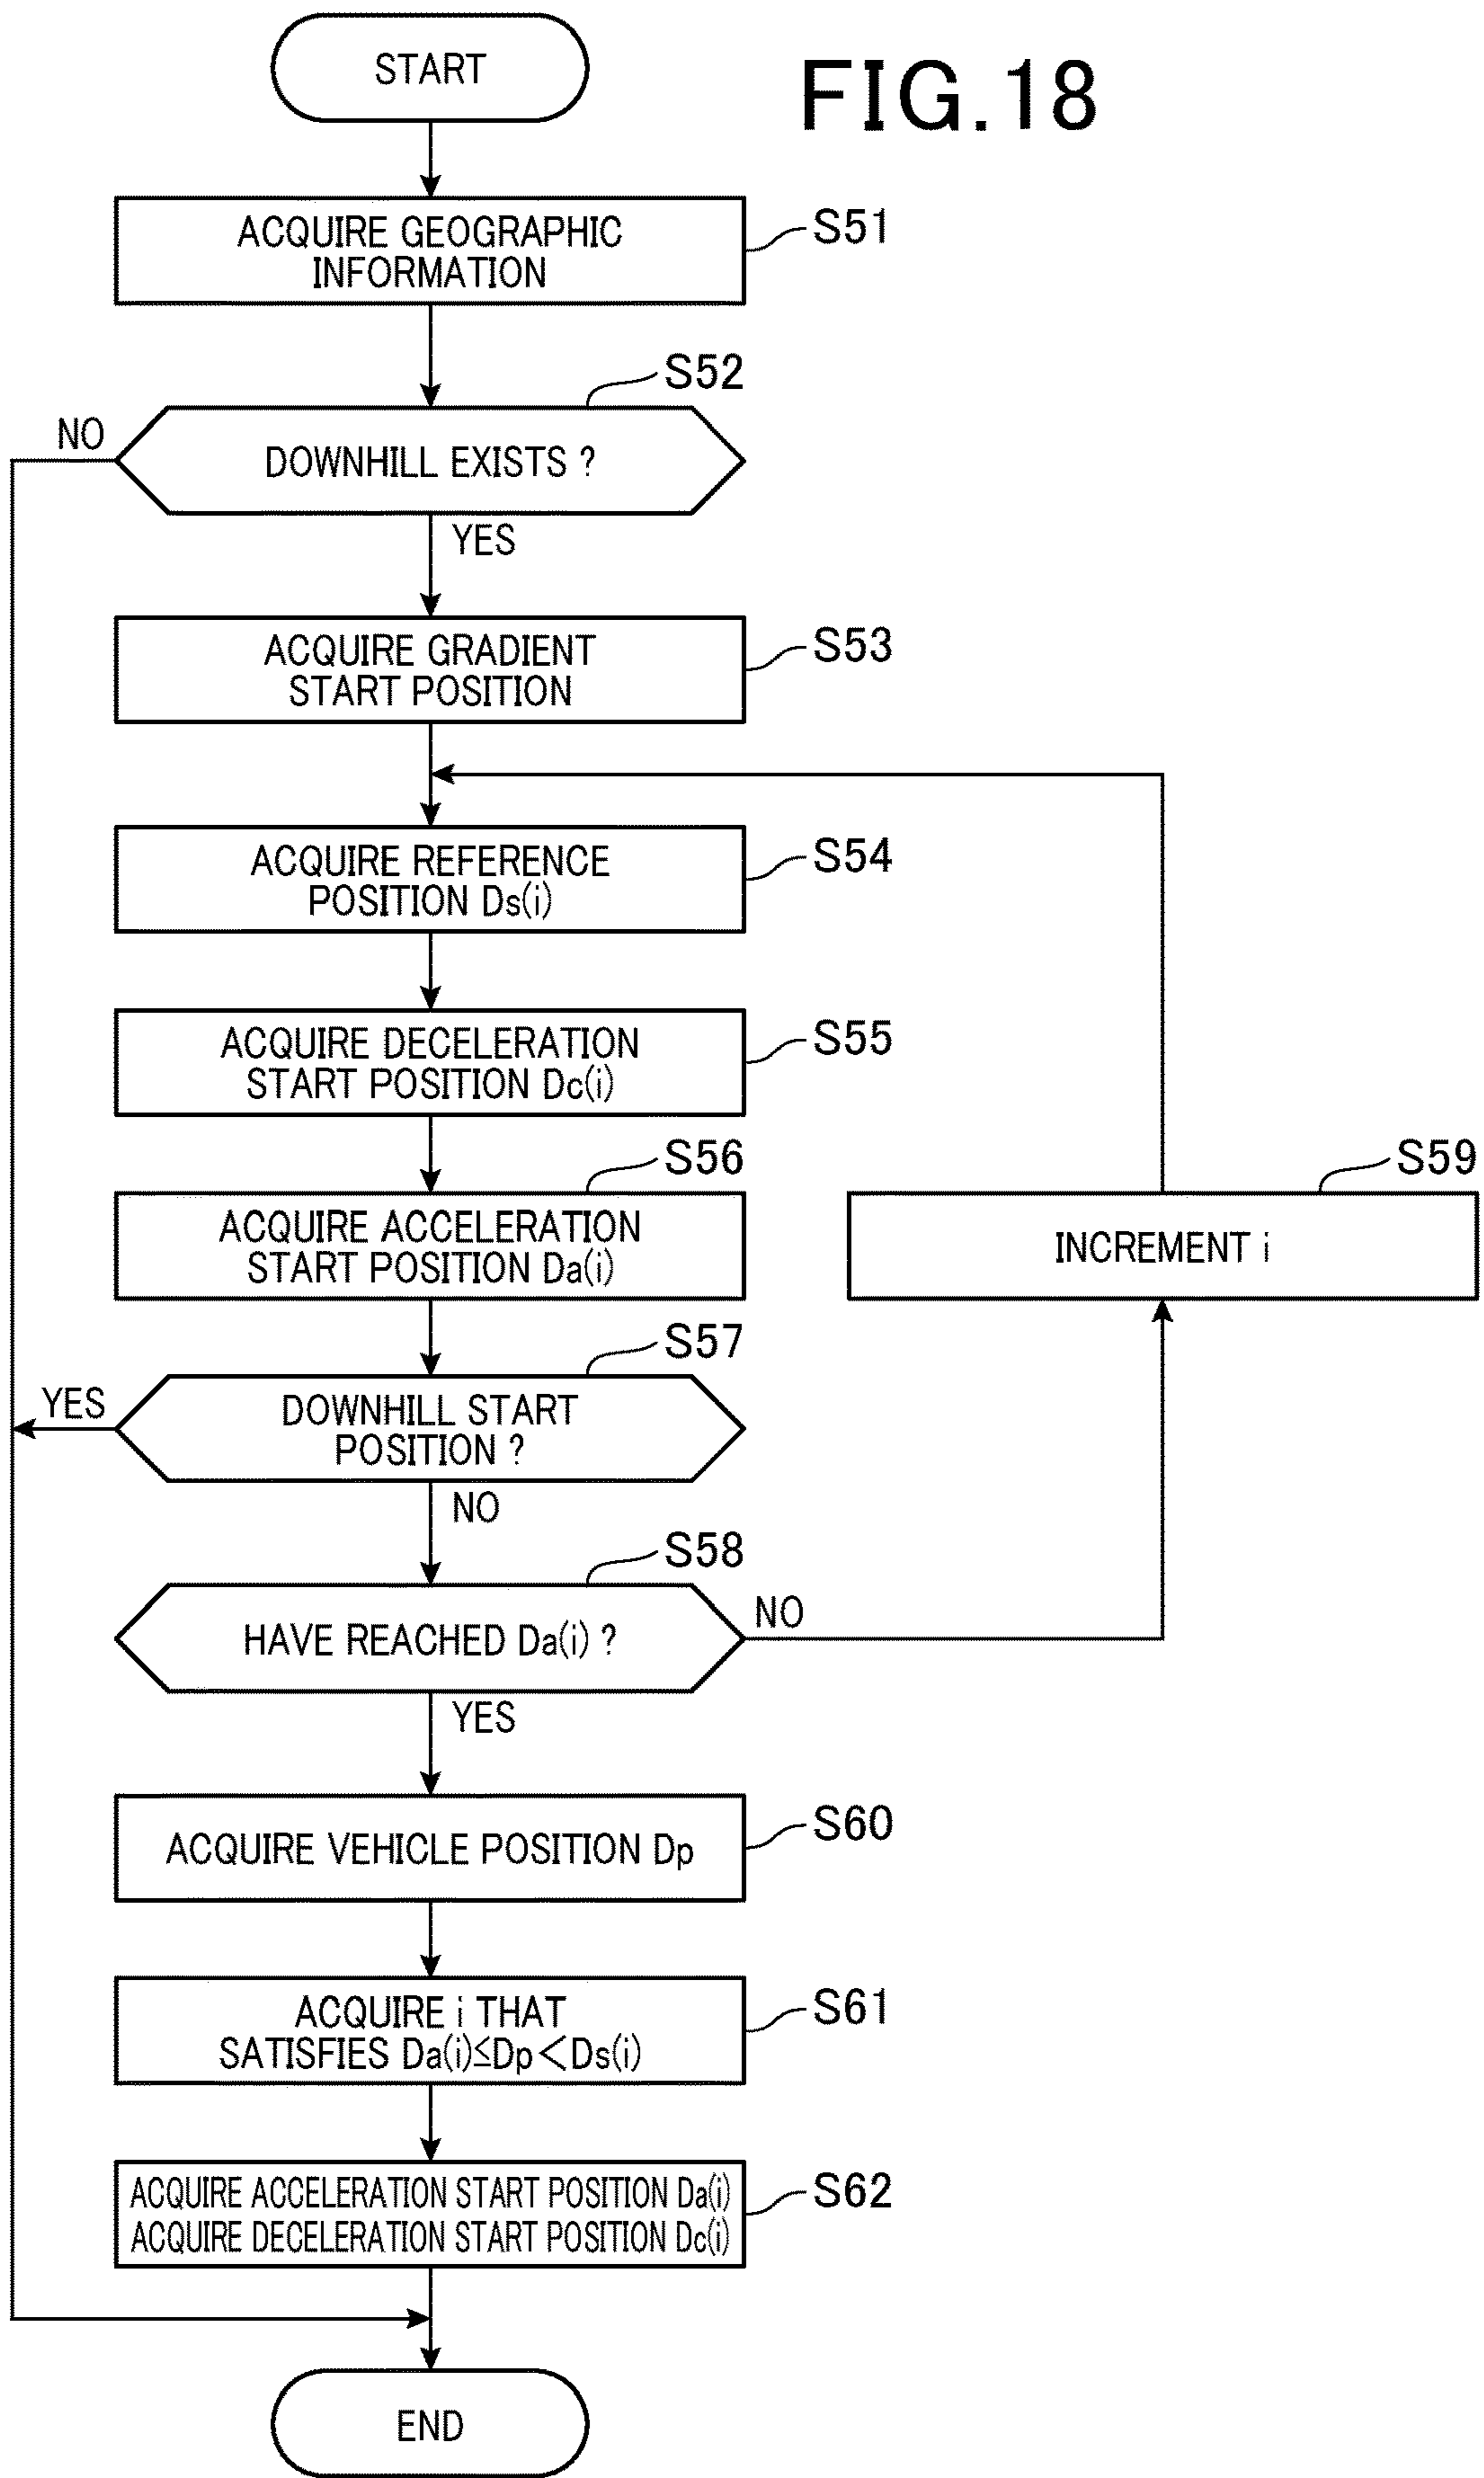 FIG.18
START
ACQUIRE GEOGRAPHIC
INFORMATION
S51
S52
NO
DOWNHILL EXISTS ?
YES
ACQUIRE GRADIENT
START POSITION
S53
ACQUIRE REFERENCE
POSITION Ds(i)
S54
ACQUIRE DECELERATION
START POSITION Dc(i)
S55
S56
ACQUIRE ACCELERATION
START POSITION Da(i)
S59
INCREMENT i
S57
YES
DOWNHILL START
POSITION ?
NO
S58
HAVE REACHED Da(i) ?
NO
YES
ACQUIRE VEHICLE POSITION Dp
S60
ACQUIRE i THAT
SATISFIES Da(i)≤Dp<Ds(i)
S61
ACQUIRE ACCELERATION START POSITION Da(i)
ACQUIRE DECELERATION START POSITION Dc(i)
S62
END